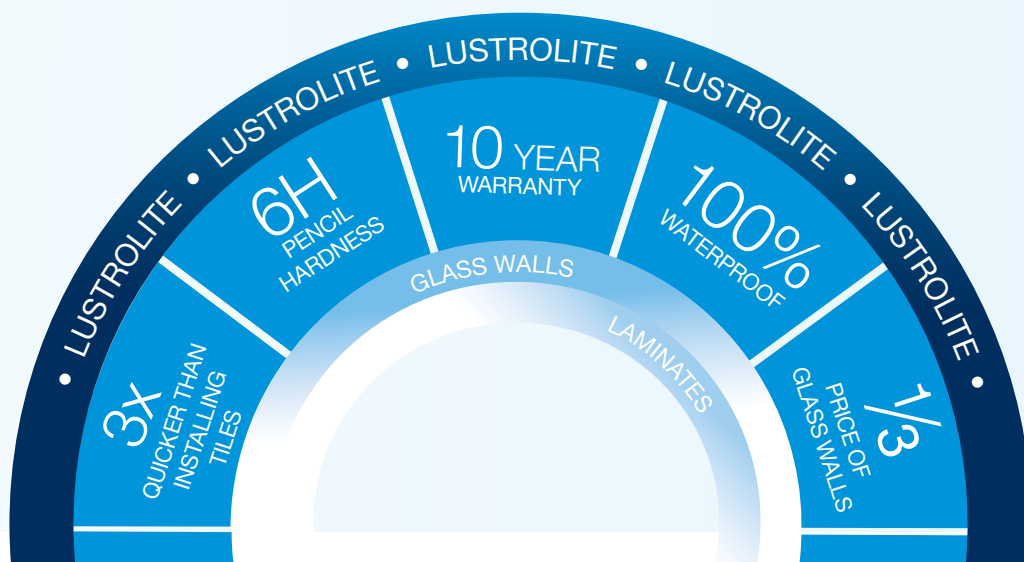 • LUSTROLITE • LUSTROLITE • LUSTROLITE • LUSTROLITE • LUSTROLITE •
3x
QUICKER THAN
INSTALLING
TILES
6H
PENCIL
HARDNESS
10 YEAR
WARRANTY
100%
WATERPROOF
1/3
PRICE OF
GLASS WALLS
GLASS WALLS
LAMINATES